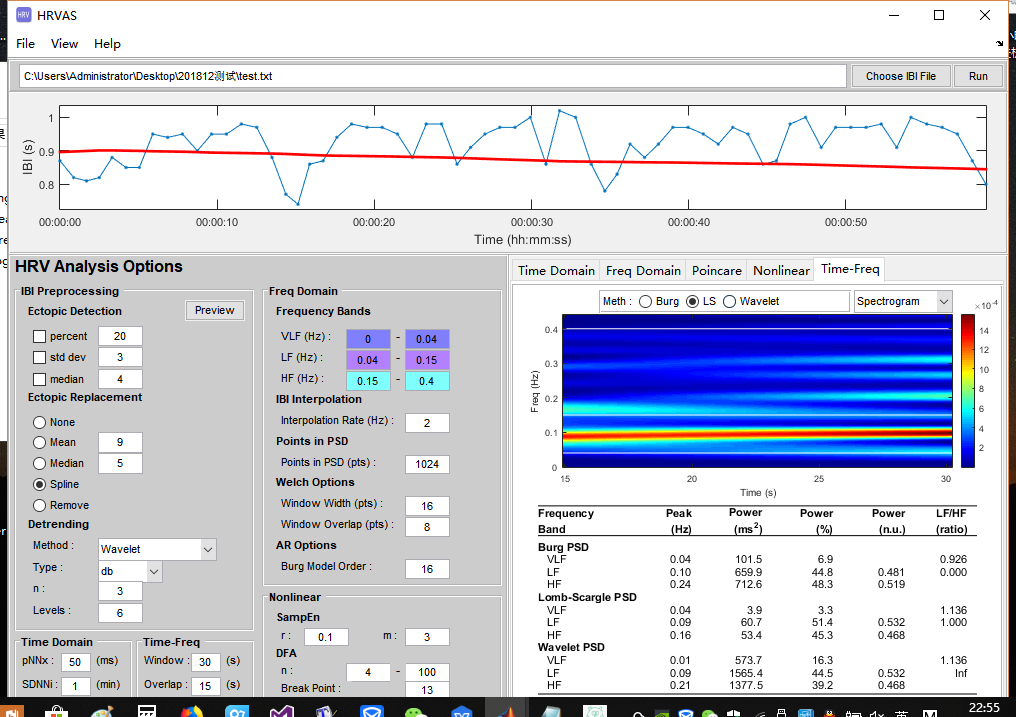 HRV HRVAS
File View Help
C:\Users\Administrator\Desktop\201812测试\test.txt Choose IBI File Run
1
0.9
0.8
IBI (s)
00:00:00 00:00:10 00:00:20 00:00:30 00:00:40 00:00:50
Time (hh:mm:ss)
HRV Analysis Options
IBI Preprocessing
Ectopic Detection Preview
percent 20
std dev 3
median 4
Ectopic Replacement
None
Mean 9
Median 5
Spline
Remove
Detrending
Method : Wavelet
Type : db
n : 3
Levels : 6
Time Domain
pNNx : 50 (ms)
SDNNi : 1 (min)
Time-Freq
Window : 30 (s)
Overlap : 15 (s)
Freq Domain
Frequency Bands
VLF (Hz) : 0 - 0.04
LF (Hz) : 0.04 - 0.15
HF (Hz) : 0.15 - 0.4
IBI Interpolation
Interpolation Rate (Hz) : 2
Points in PSD
Points in PSD (pts) : 1024
Welch Options
Window Width (pts) : 16
Window Overlap (pts) : 8
AR Options
Burg Model Order : 16
Nonlinear
SampEn
r : 0.1 m : 3
DFA
n : 4 - 100
Break Point : 13
Time Domain Freq Domain Poincare Nonlinear Time-Freq
Meth : Burg LS Wavelet Spectrogram
×10⁻⁴
0.4
0.3
0.2
0.1
0
Freq (Hz)
15 20 25 30
Time (s)
14
12
10
8
6
4
2
Frequency Peak Power Power Power LF/HF
Band (Hz) (ms²) (%) (n.u.) (ratio)
Burg PSD
VLF 0.04 101.5 6.9 0.926
LF 0.10 659.9 44.8 0.481 0.000
HF 0.24 712.6 48.3 0.519
Lomb-Scargle PSD
VLF 0.04 3.9 3.3 1.136
LF 0.09 60.7 51.4 0.532 1.000
HF 0.16 53.4 45.3 0.468
Wavelet PSD
VLF 0.01 573.7 16.3 1.136
LF 0.09 1565.4 44.5 0.532 Inf
HF 0.21 1377.5 39.2 0.468
22:55